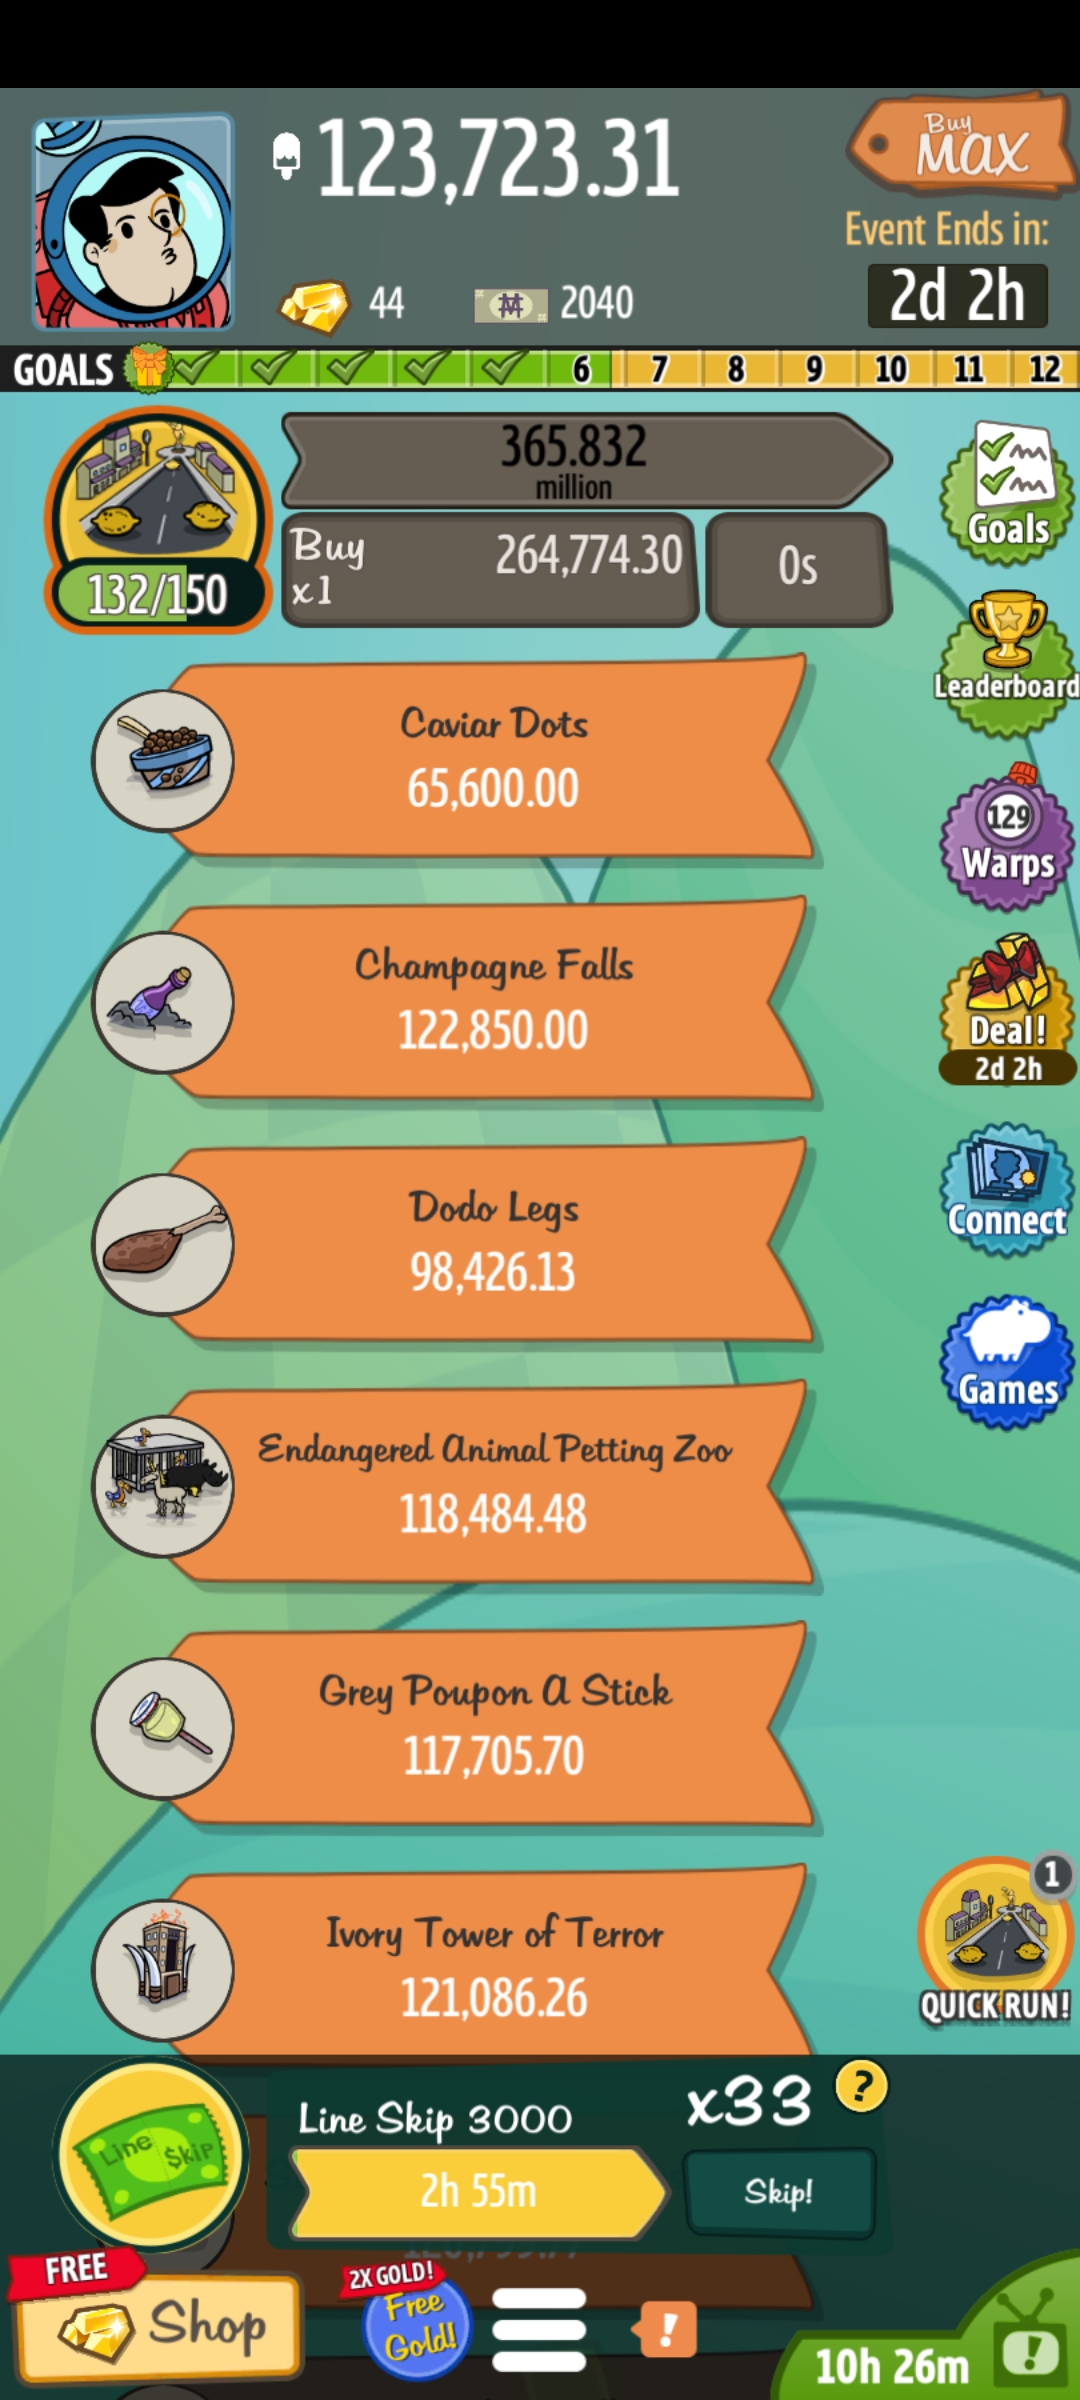 123,723.31
Buy
MAX
Event Ends in:
44
2040
2d 2h
GOALS
6 7 8 9 10 11 12
365.832
million
Goals
Buy
x1
264,774.30
0s
132/150
Leaderboard
Caviar Dots
65,600.00
129
Warps
Champagne Falls
122,850.00
Deal!
2d 2h
Dodo Legs
98,426.13
Connect
Games
Endangered Animal Petting Zoo
118,484.48
Grey Poupon A Stick
117,705.70
1
QUICK RUN!
Ivory Tower of Terror
121,086.26
Line Skip
Line Skip 3000
x33
?
2h 55m
Skip!
FREE
Shop
2X GOLD!
Free
Gold!
!
10h 26m
!